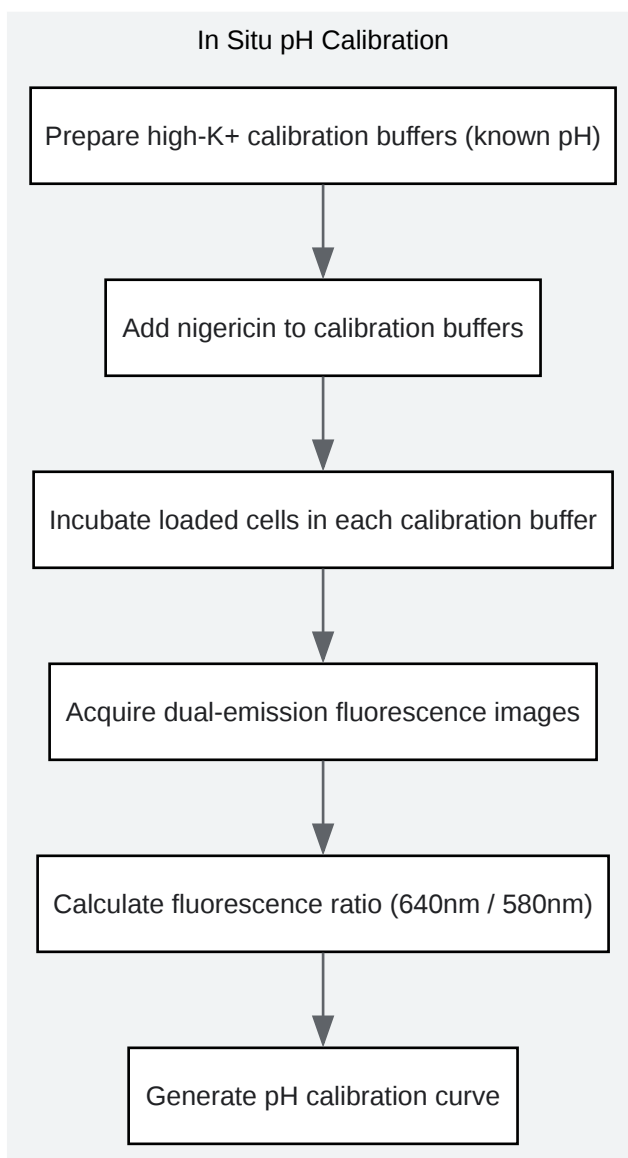 In Situ pH Calibration
Prepare high-K+ calibration buffers (known pH)
Add nigericin to calibration buffers
Incubate loaded cells in each calibration buffer
Acquire dual-emission fluorescence images
Calculate fluorescence ratio (640nm / 580nm)
Generate pH calibration curve